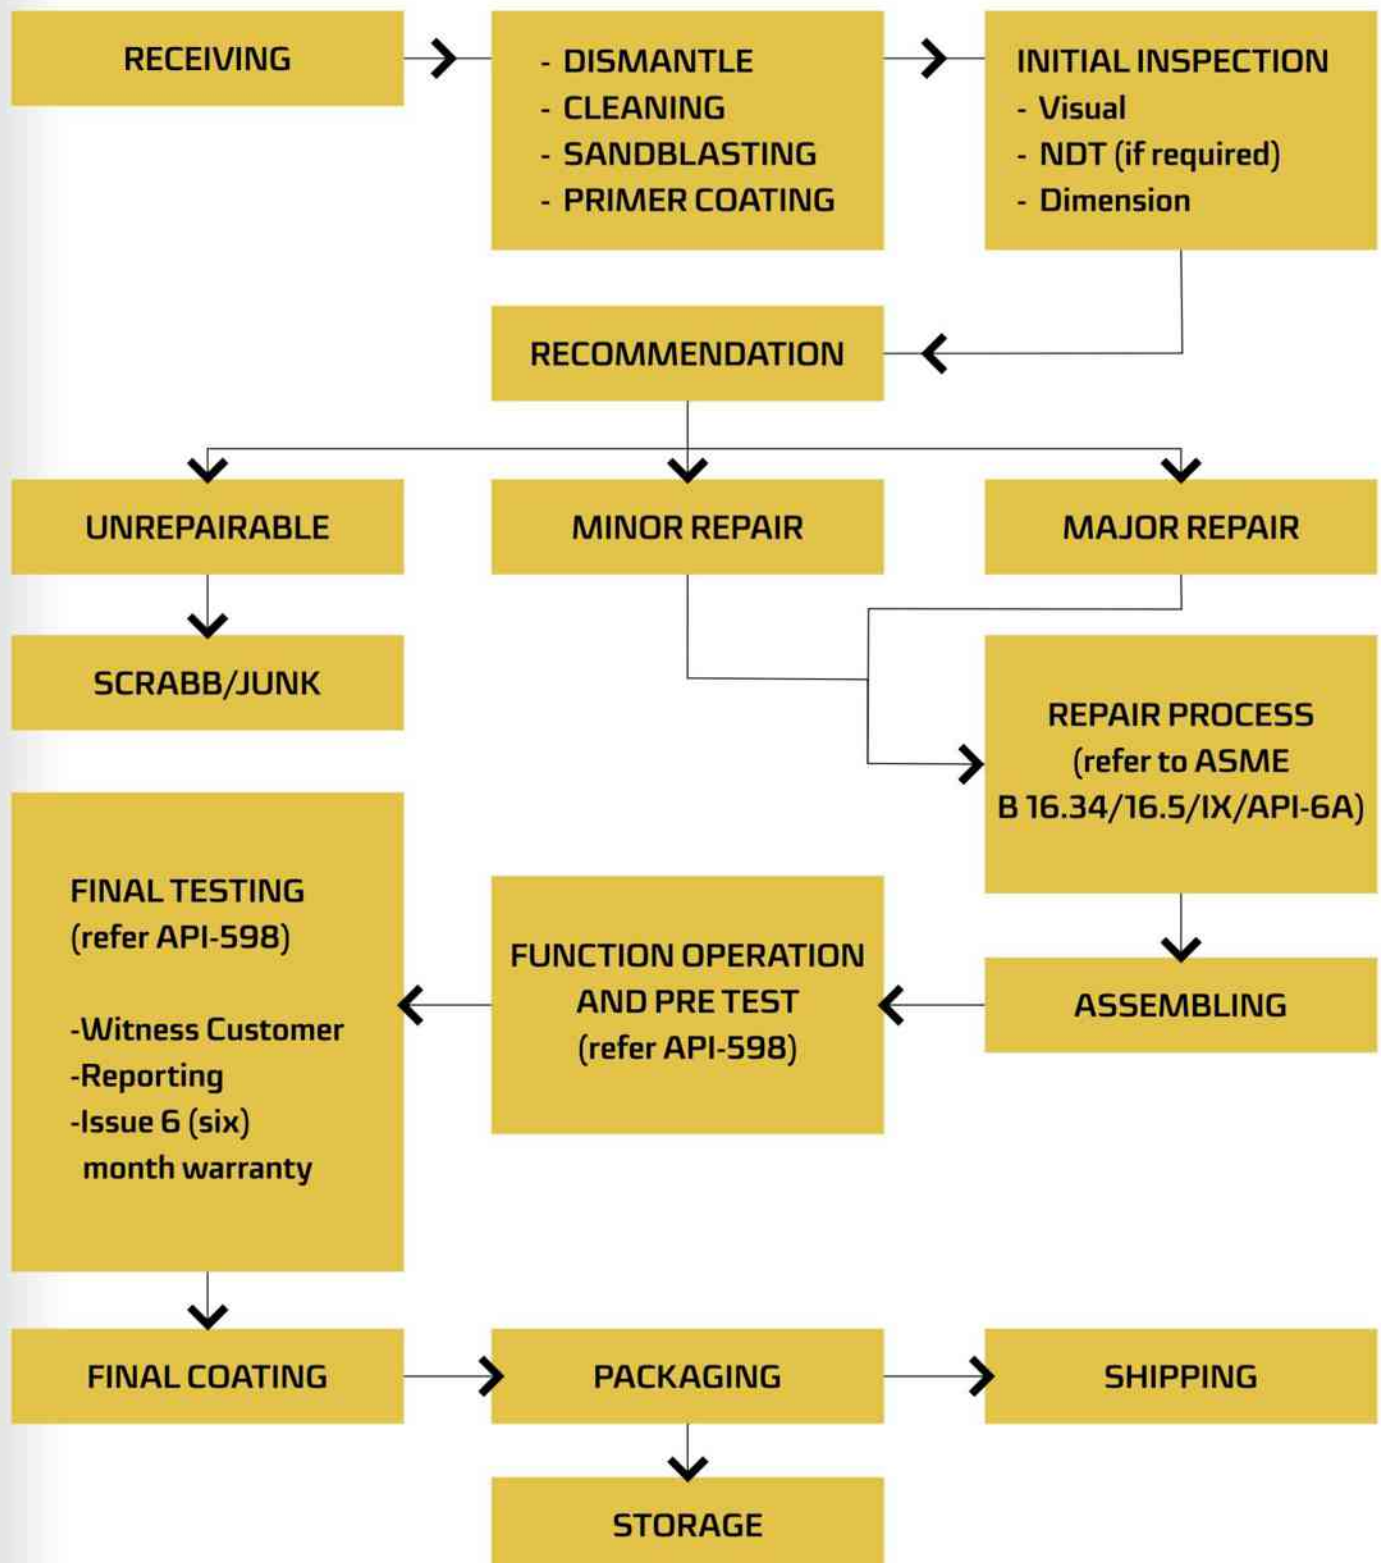 RECEIVING
- DISMANTLE
- CLEANING
- SANDBLASTING
- PRIMER COATING
INITIAL INSPECTION
- Visual
- NDT (if required)
- Dimension
RECOMMENDATION
UNREPAIRABLE
MINOR REPAIR
MAJOR REPAIR
SCRABB/JUNK
REPAIR PROCESS
(refer to ASME
B 16.34/16.5/IX/API-6A)
ASSEMBLING
FUNCTION OPERATION
AND PRE TEST
(refer API-598)
FINAL TESTING
(refer API-598)
-Witness Customer
-Reporting
-Issue 6 (six)
month warranty
FINAL COATING
PACKAGING
SHIPPING
STORAGE